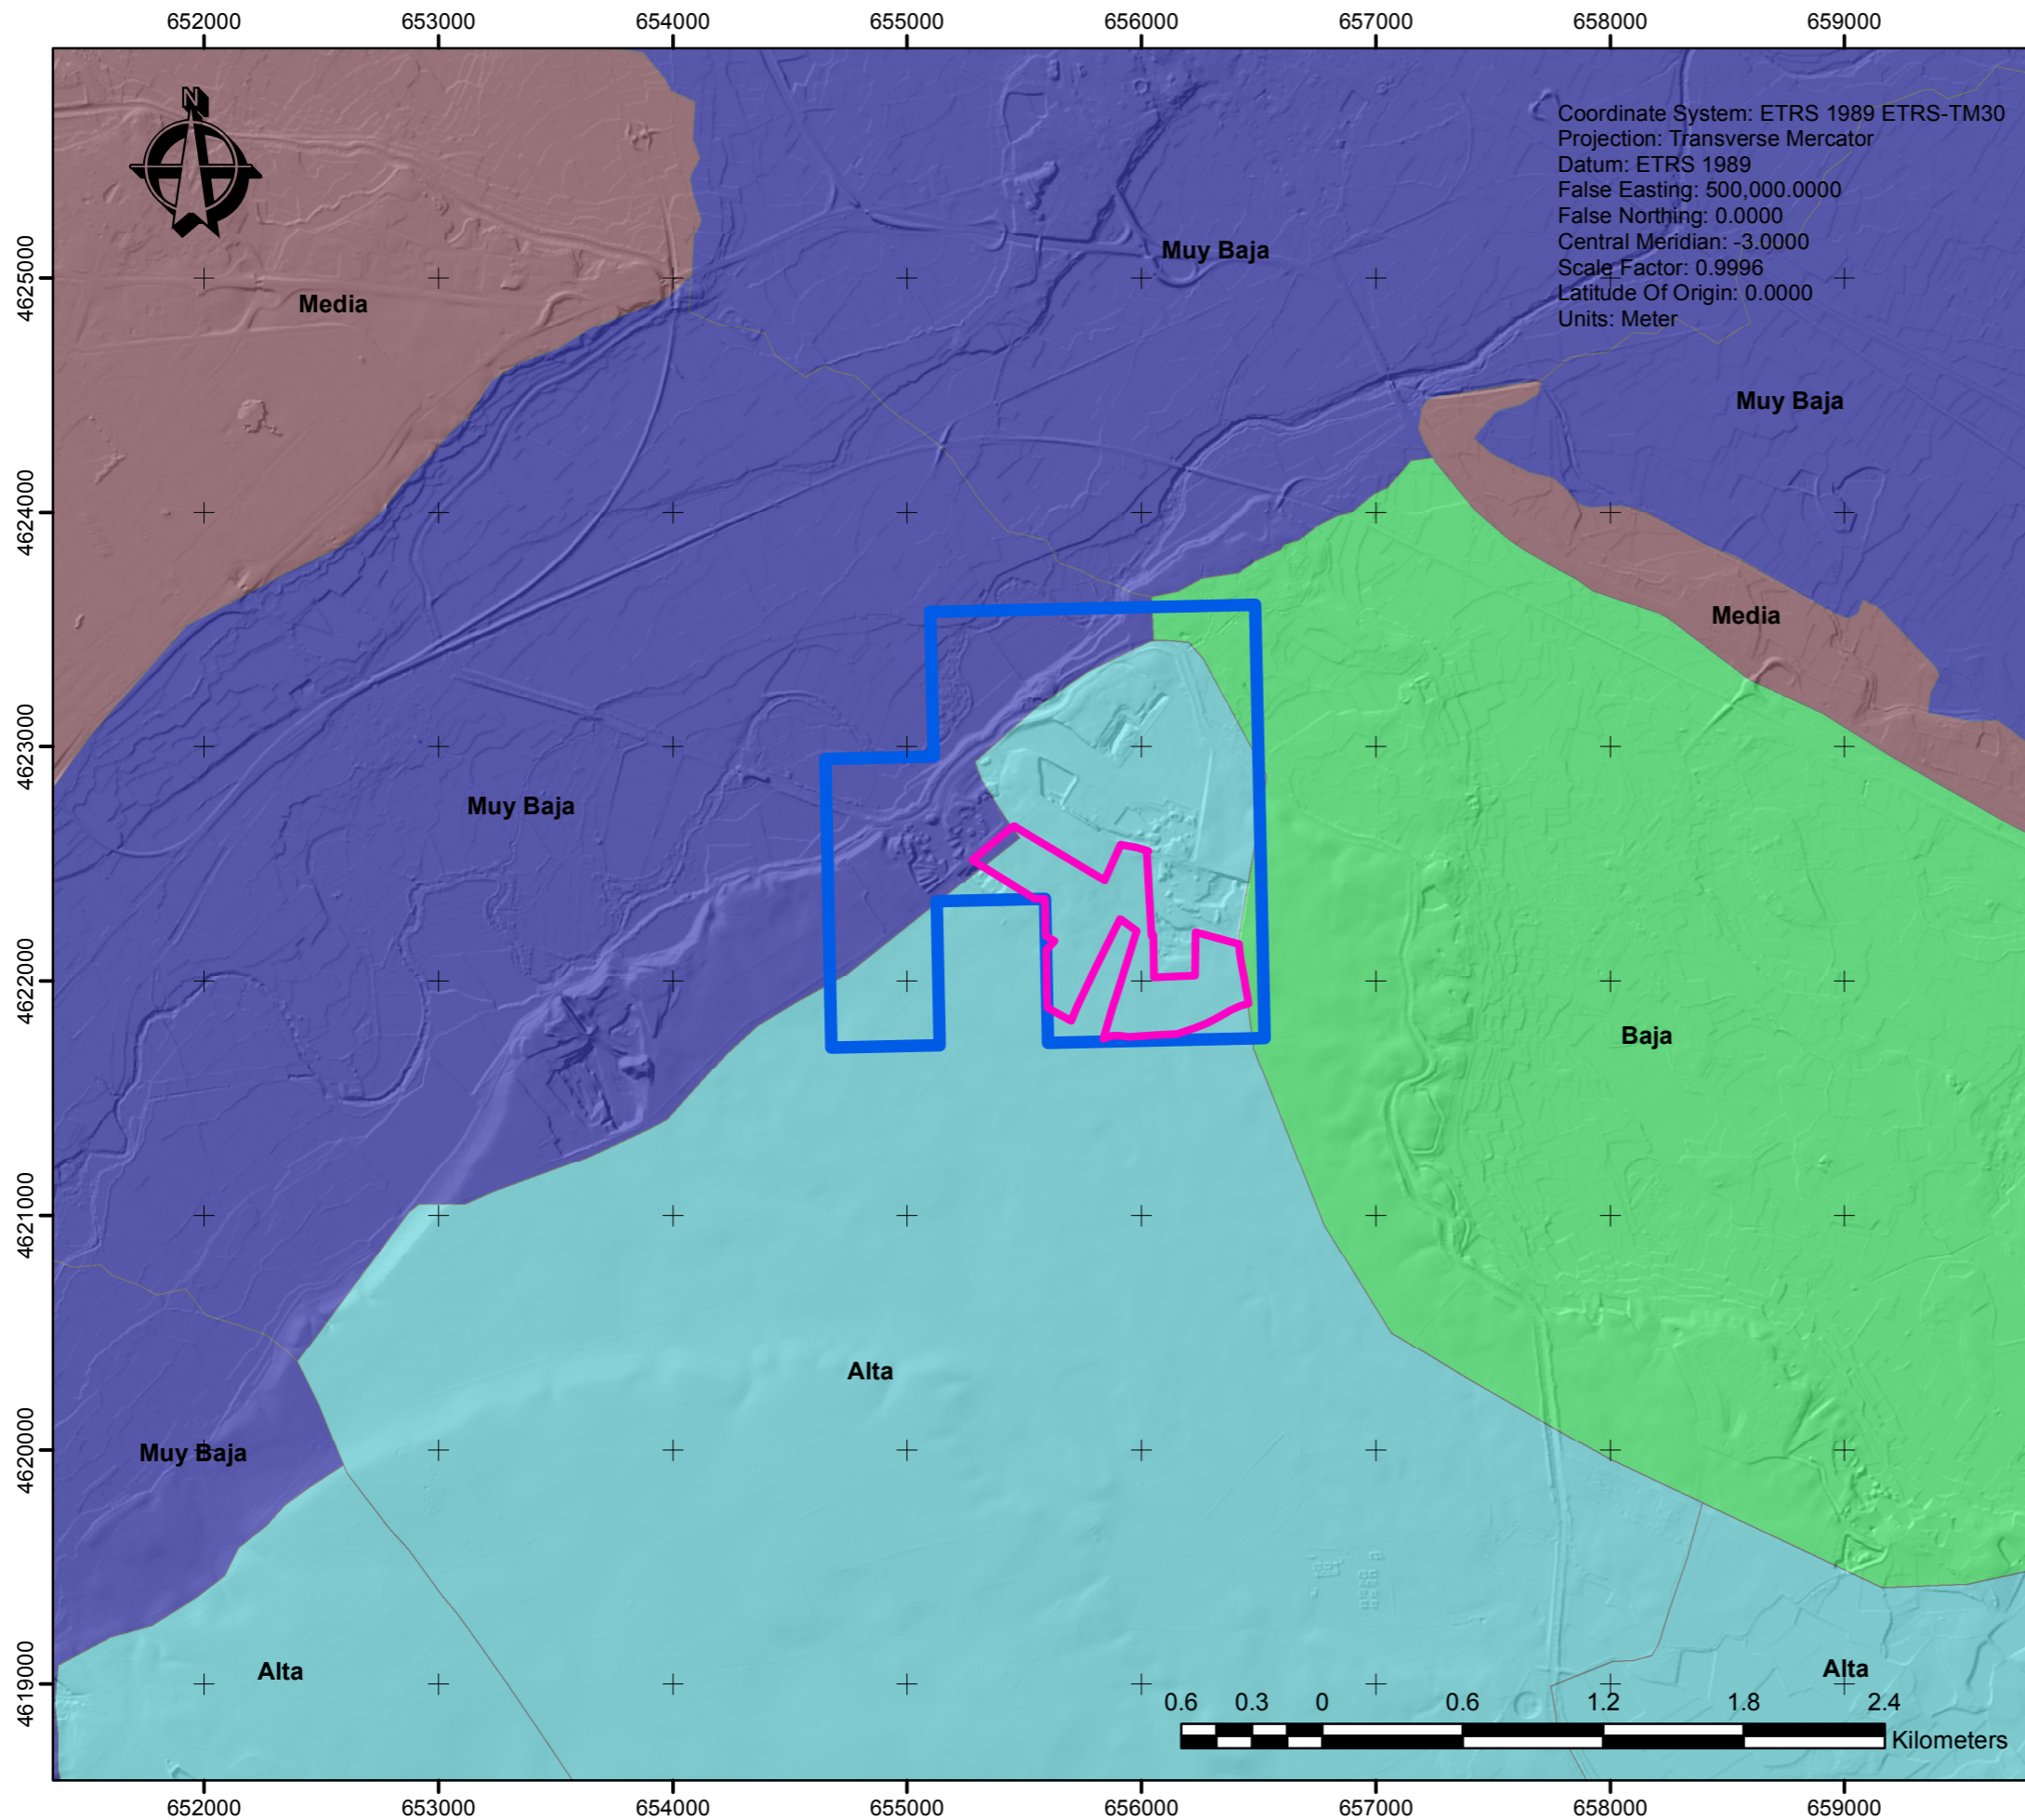 652000 653000 654000 655000 656000 657000 658000 659000
N
Coordinate System: ETRS 1989 ETRS-TM30
Projection: Transverse Mercator
Datum: ETRS 1989
False Easting: 500,000.0000
False Northing: 0.0000
Central Meridian: -3.0000
Scale Factor: 0.9996
Latitude Of Origin: 0.0000
Units: Meter
Muy Baja
4625000
Media
Muy Baja
4624000
Media
4623000
Muy Baja
4622000
Baja
4621000
Alta
4620000
Muy Baja
4619000
Alta
Alta
0.6 0.3 0 0.6 1.2 1.8 2.4
Kilometers
652000 653000 654000 655000 656000 657000 658000 659000